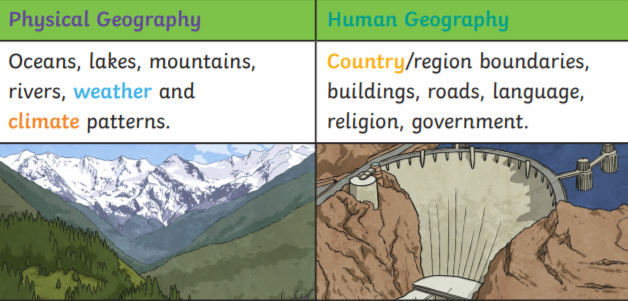 Physical Geography
Human Geography
Oceans, lakes, mountains,
rivers, weather and
climate patterns.
Country/region boundaries,
buildings, roads, language,
religion, government.